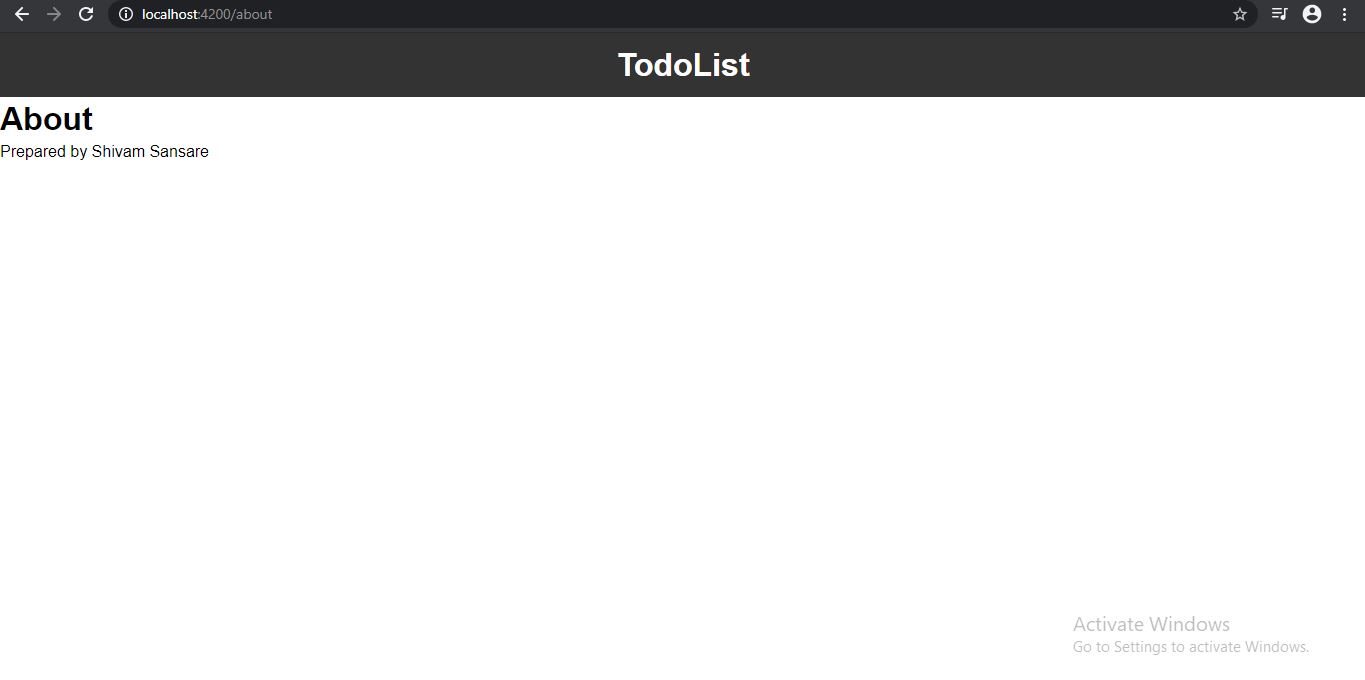 localhost:4200/about
TodoList
About
Prepared by Shivam Sansare
Activate Windows
Go to Settings to activate Windows.